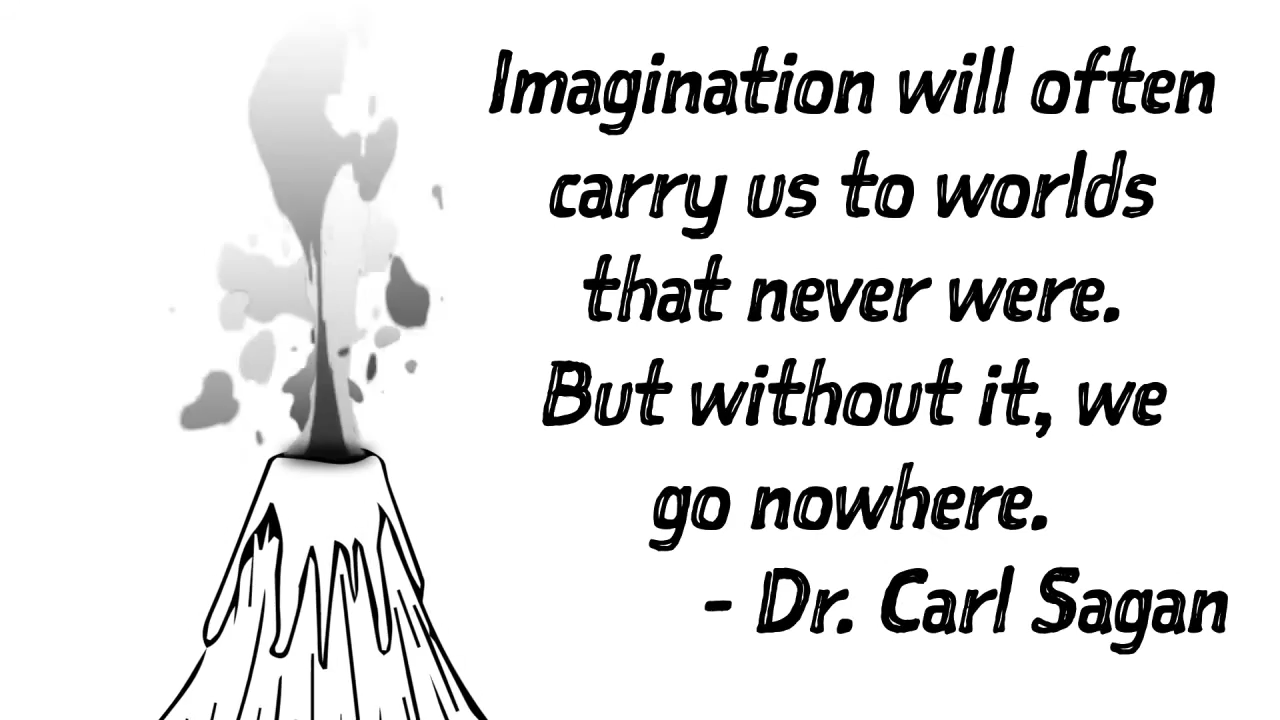 Imagination will often
carry us to worlds
that never were.
But without it, we
go nowhere.
- Dr. Carl Sagan